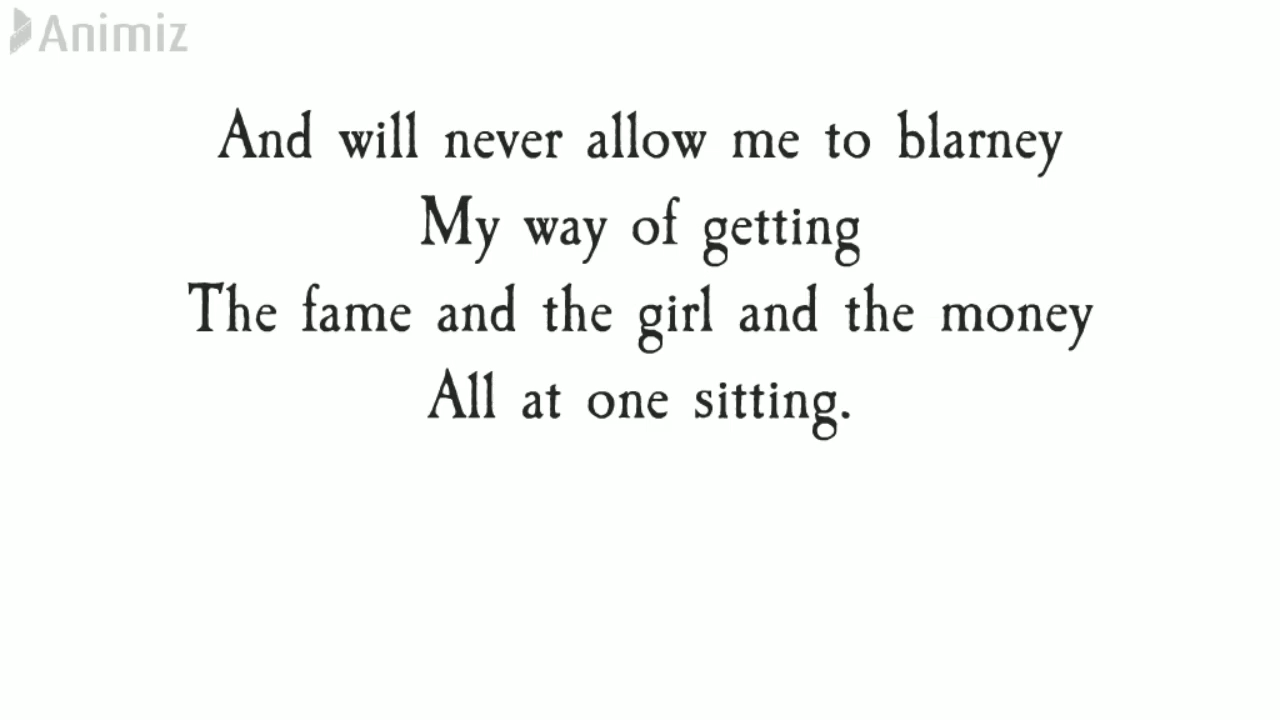 Animiz
And will never allow me to blarney
My way of getting
The fame and the girl and the money
All at one sitting.